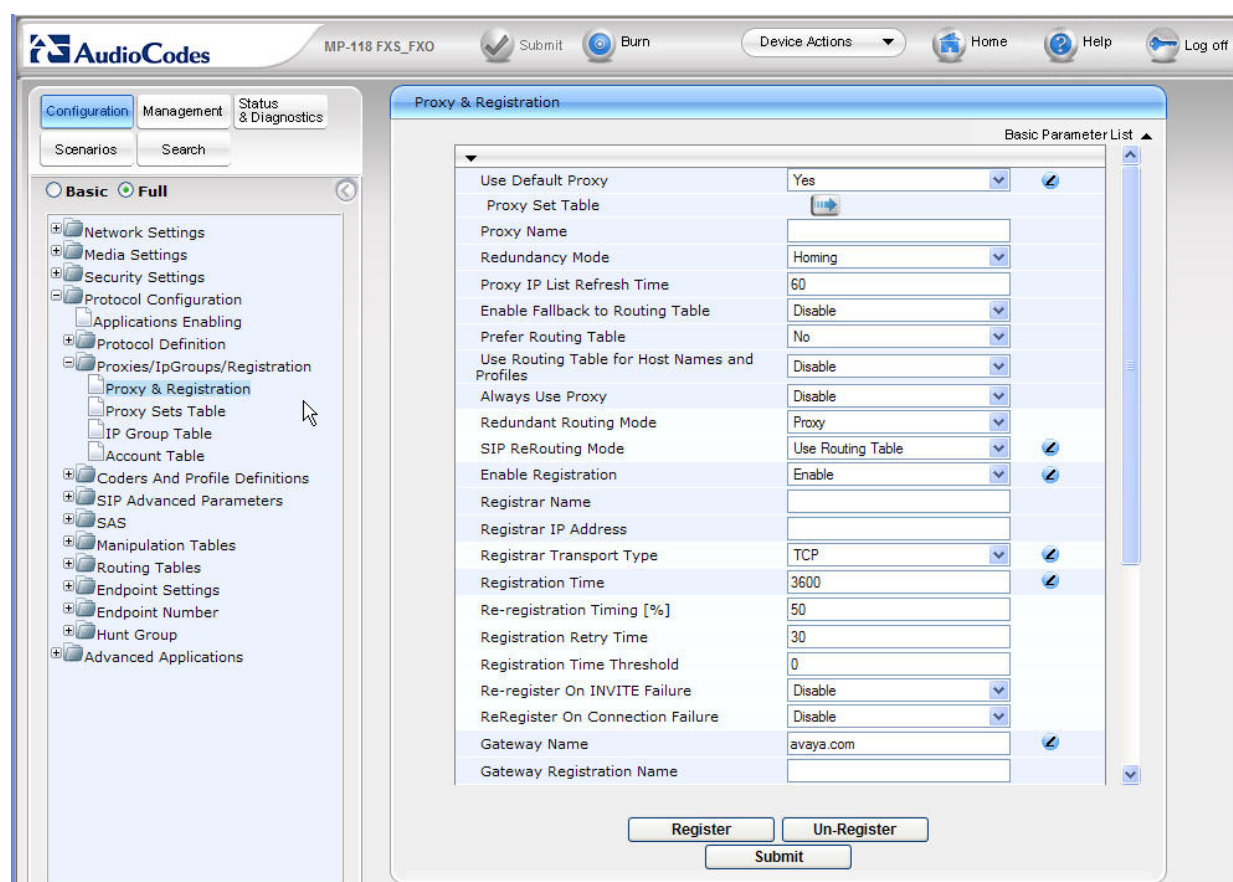 AudioCodes
MP-118 FXS_FXO
Submit
Burn
Device Actions
Home
Help
Log off
Configuration
Management
Status
& Diagnostics
Scenarios
Search
Basic
Full
Network Settings
Media Settings
Security Settings
Protocol Configuration
Applications Enabling
Protocol Definition
Proxies/IpGroups/Registration
Proxy & Registration
Proxy Sets Table
IP Group Table
Account Table
Coders And Profile Definitions
SIP Advanced Parameters
SAS
Manipulation Tables
Routing Tables
Endpoint Settings
Endpoint Number
Hunt Group
Advanced Applications
Proxy & Registration
Basic Parameter List
Use Default Proxy Yes
Proxy Set Table
Proxy Name
Redundancy Mode Homing
Proxy IP List Refresh Time 60
Enable Fallback to Routing Table Disable
Prefer Routing Table No
Use Routing Table for Host Names and
Profiles Disable
Always Use Proxy Disable
Redundant Routing Mode Proxy
SIP ReRouting Mode Use Routing Table
Enable Registration Enable
Registrar Name
Registrar IP Address
Registrar Transport Type TCP
Registration Time 3600
Re-registration Timing [%] 50
Registration Retry Time 30
Registration Time Threshold 0
Re-register On INVITE Failure Disable
ReRegister On Connection Failure Disable
Gateway Name avaya.com
Gateway Registration Name
Register
Un-Register
Submit